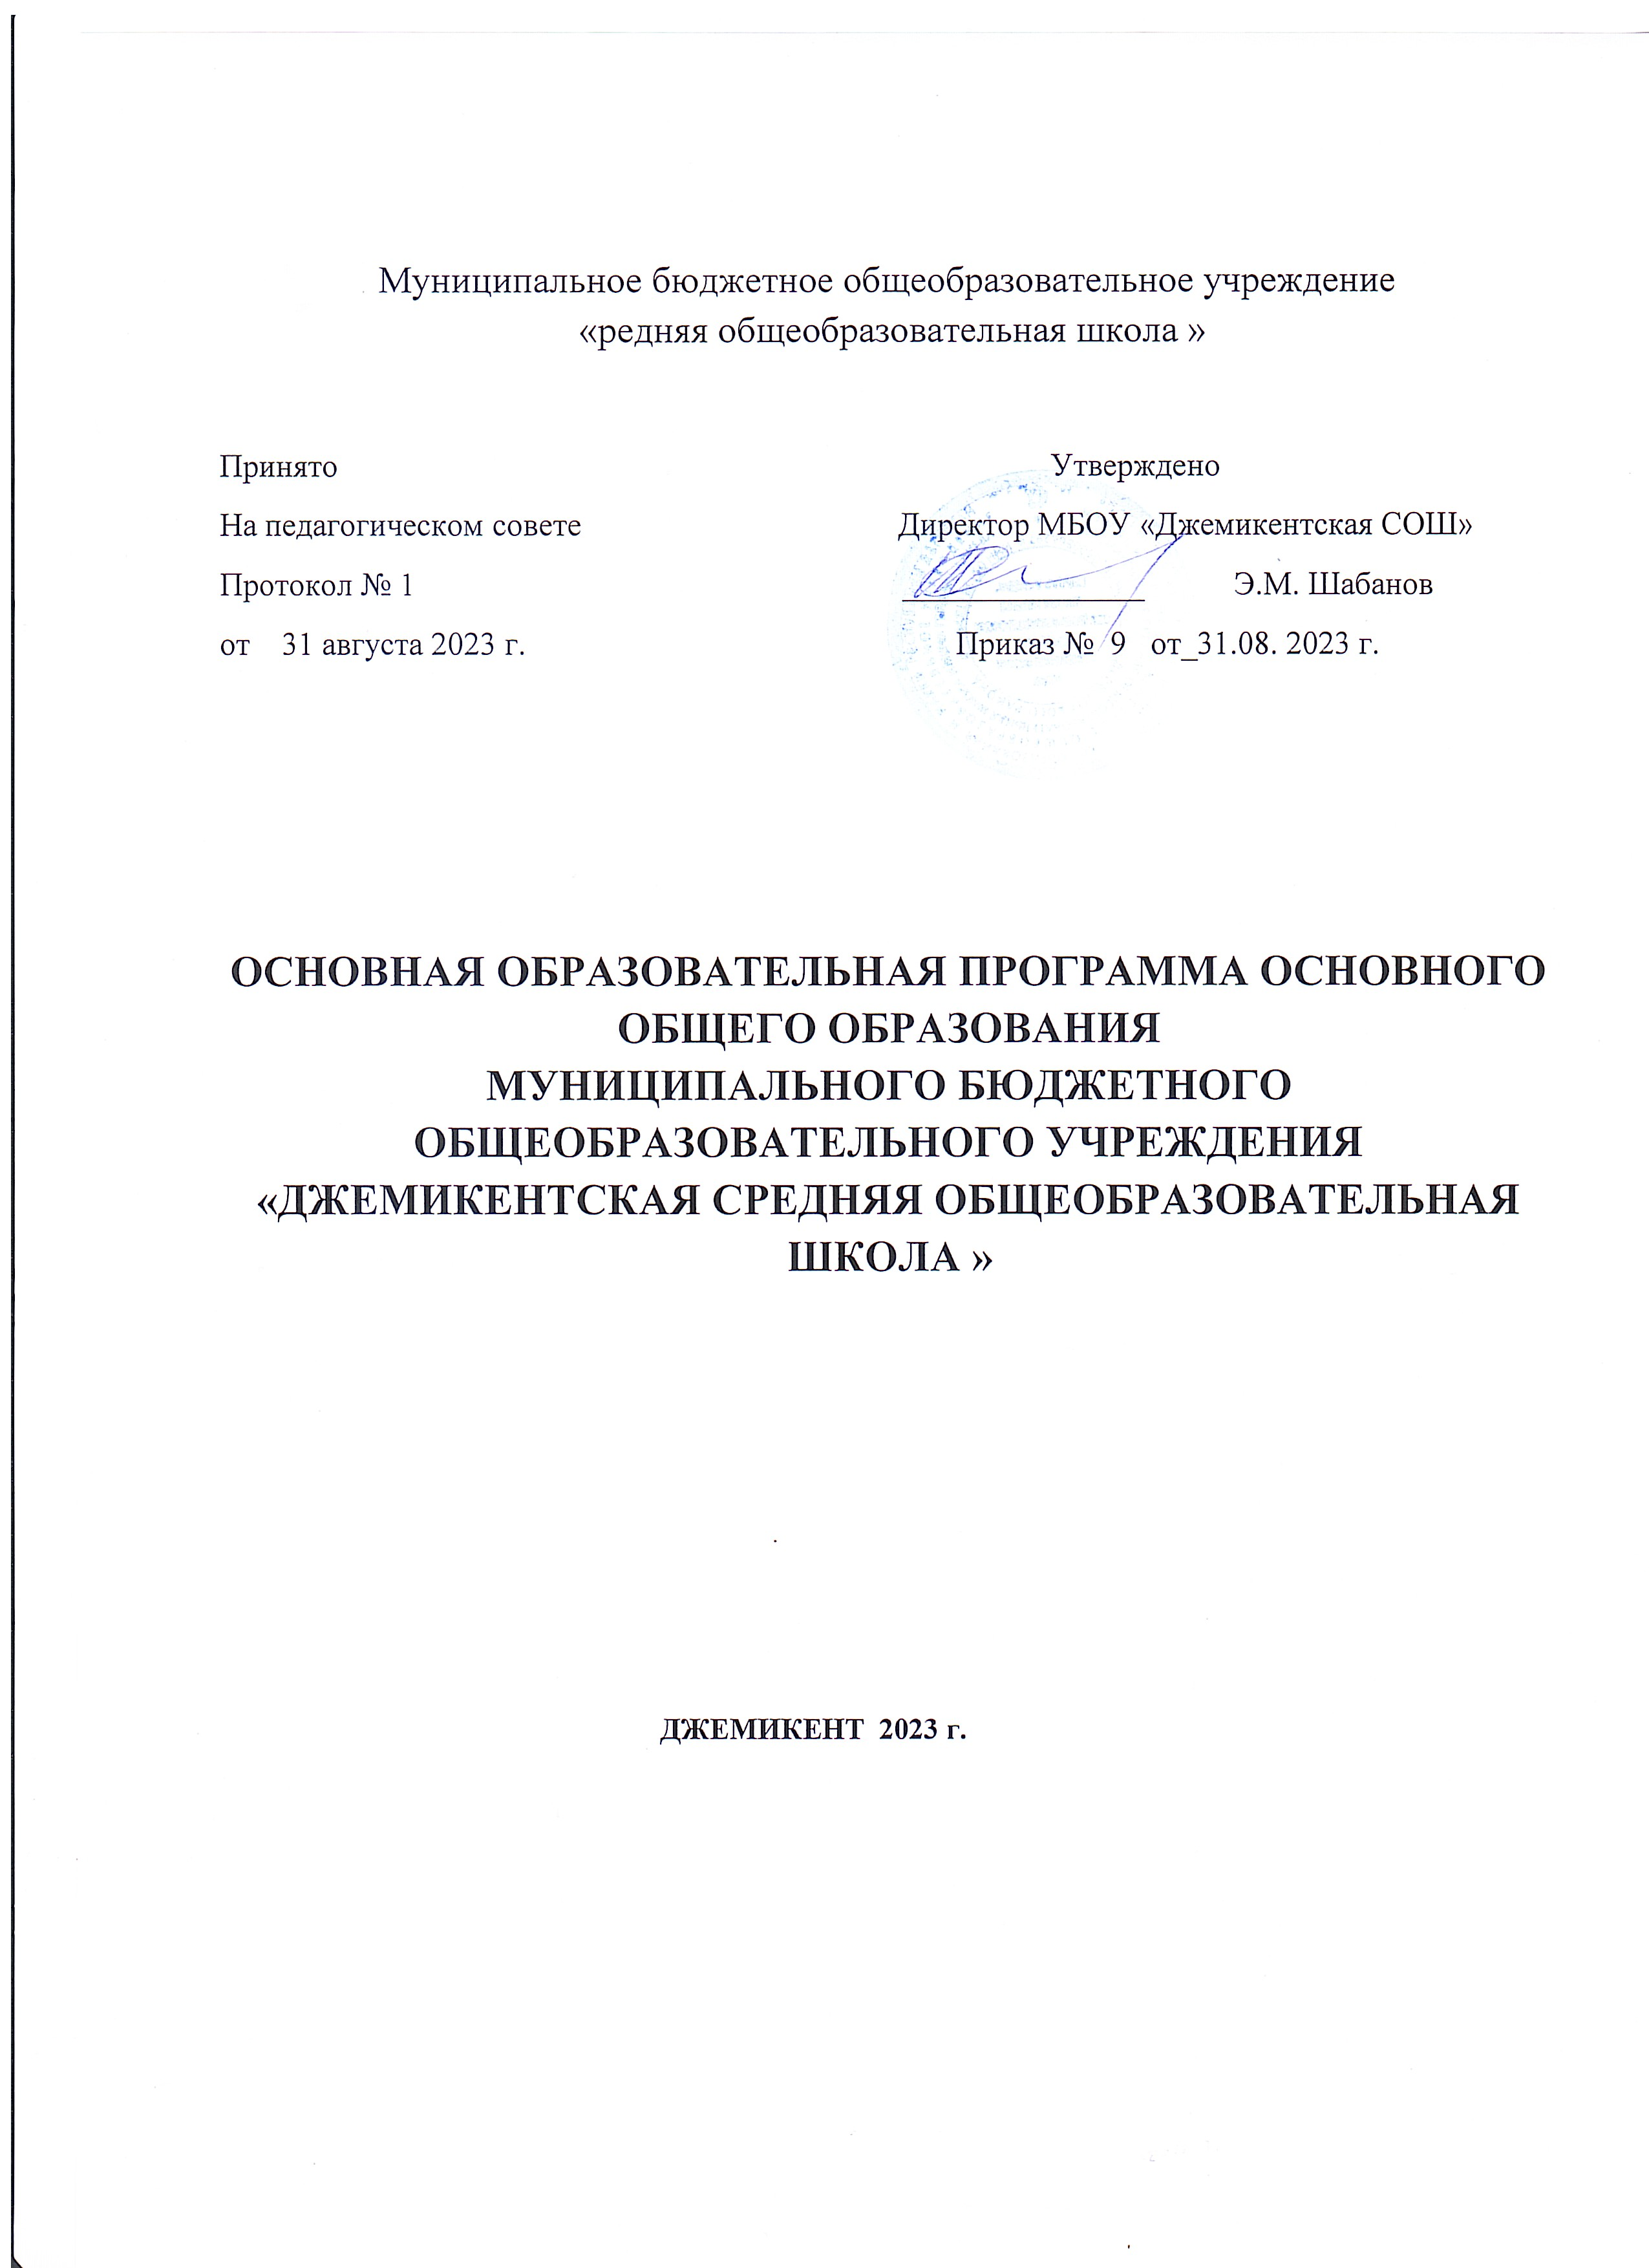 Муниципальное бюджетное общеобразовательное учреждение
«редняя общеобразовательная школа »
Принято Утверждено
На педагогическом совете Директор МБОУ «Джемикентская СОШ»
Протокол № 1 Э.М. Шабанов
от 31 августа 2023 г. Приказ № 9 от_31.08. 2023 г.
ОСНОВНАЯ ОБРАЗОВАТЕЛЬНАЯ ПРОГРАММА ОСНОВНОГО
ОБЩЕГО ОБРАЗОВАНИЯ
МУНИЦИПАЛЬНОГО БЮДЖЕТНОГО
ОБЩЕОБРАЗОВАТЕЛЬНОГО УЧРЕЖДЕНИЯ
«ДЖЕМИКЕНТСКАЯ СРЕДНЯЯ ОБЩЕОБРАЗОВАТЕЛЬНАЯ
ШКОЛА »
ДЖЕМИКЕНТ 2023 г.